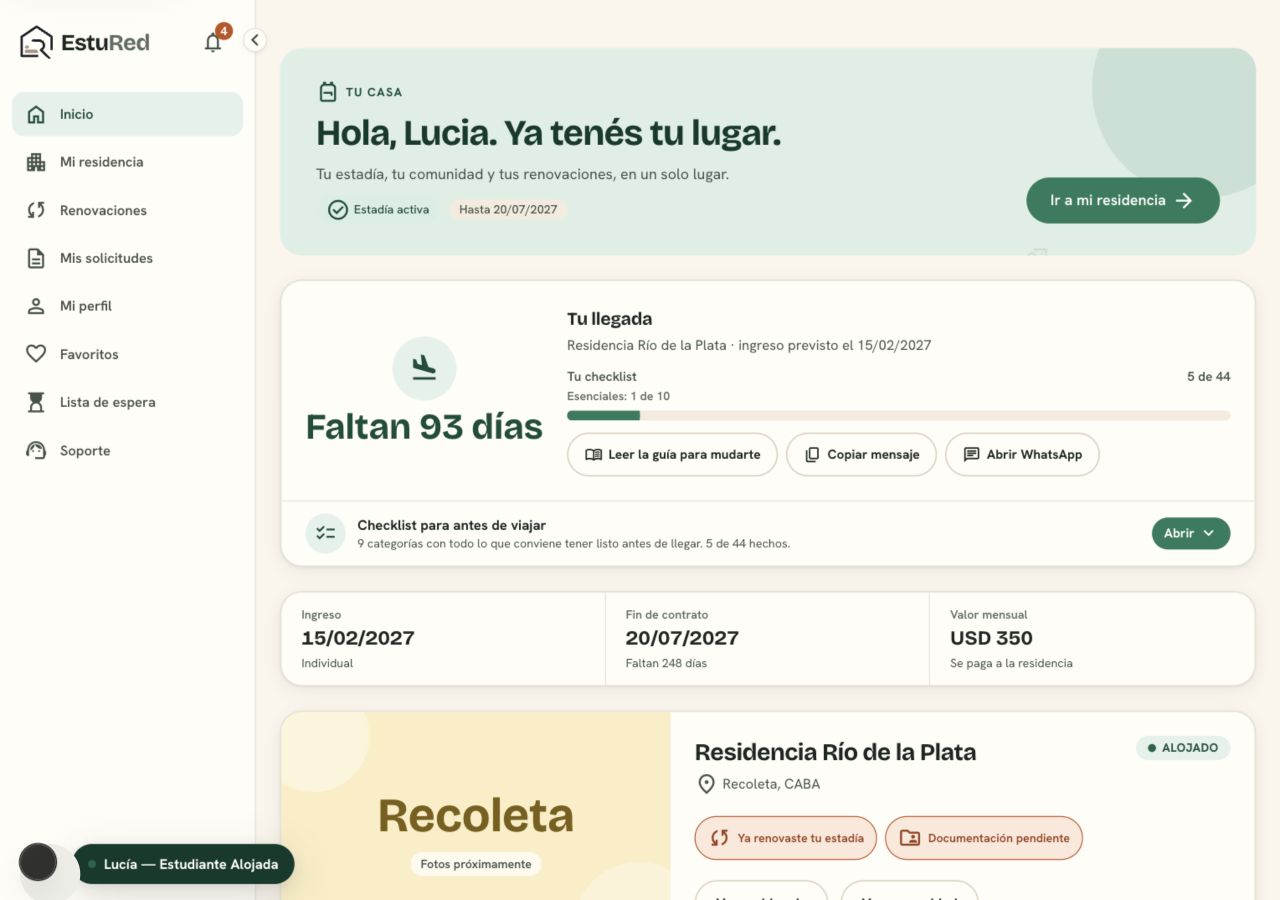 EstuRed
4
Inicio
Mi residencia
Renovaciones
Mis solicitudes
Mi perfil
Favoritos
Lista de espera
Soporte
Lucía — Estudiante Alojada
TU CASA
Hola, Lucia. Ya tenés tu lugar.
Tu estadía, tu comunidad y tus renovaciones, en un solo lugar.
Estadía activa
Hasta 20/07/2027
Ir a mi residencia
Faltan 93 días
Tu llegada
Residencia Río de la Plata · ingreso previsto el 15/02/2027
Tu checklist
5 de 44
Esenciales: 1 de 10
Leer la guía para mudarte
Copiar mensaje
Abrir WhatsApp
Checklist para antes de viajar
9 categorías con todo lo que conviene tener listo antes de llegar. 5 de 44 hechos.
Abrir
Ingreso
15/02/2027
Individual
Fin de contrato
20/07/2027
Faltan 248 días
Valor mensual
USD 350
Se paga a la residencia
Recoleta
Fotos próximamente
Residencia Río de la Plata
ALOJADO
Recoleta, CABA
Ya renovaste tu estadía
Documentación pendiente